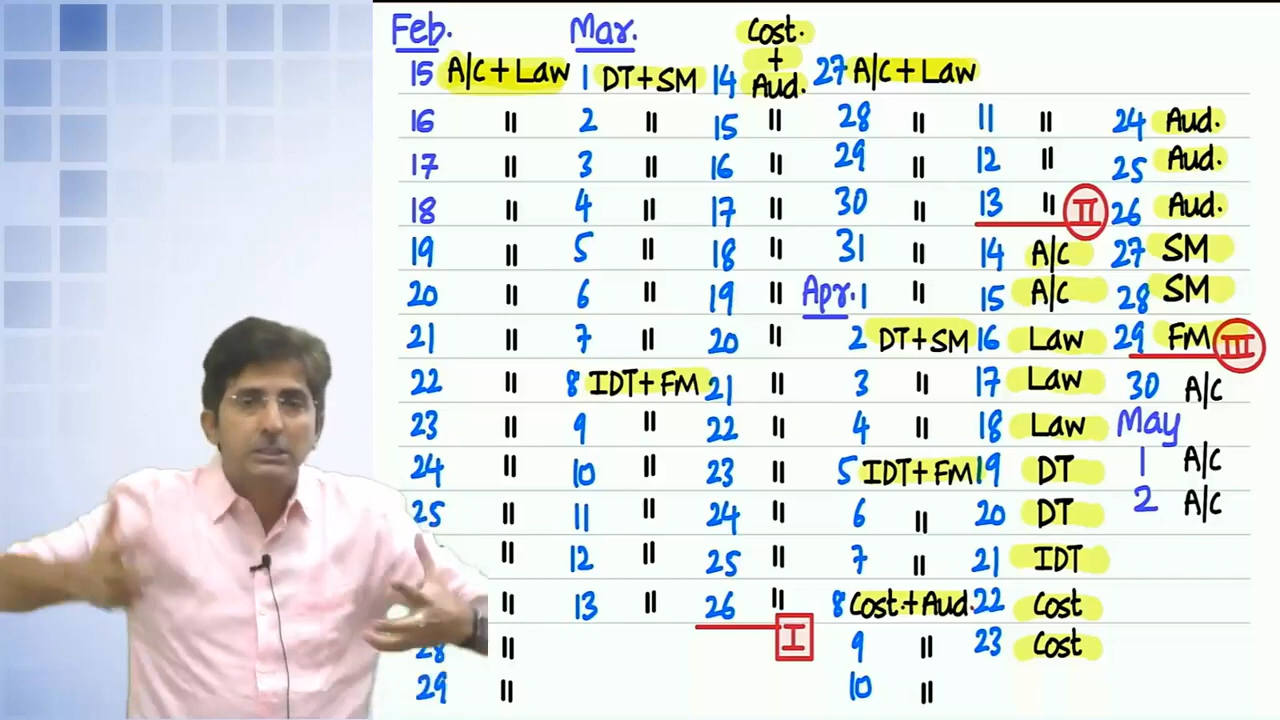 Feb. Mar. Cost.
+
15 A/C + Law 1 DT + SM 14 Aud. 27 A/C + Law
16 " 2 " 15 " 28 " 11 " 24 Aud.
17 " 3 " 16 " 29 " 12 " 25 Aud.
18 " 4 " 17 " 30 " 13 " II 26 Aud.
19 " 5 " 18 " 31 " 14 A/C 27 SM
20 " 6 " 19 " Apr. 1 " 15 A/C 28 SM
21 " 7 " 20 " 2 DT + SM 16 Law 29 FM III
22 " 8 IDT + FM 21 " 3 " 17 Law 30 A/C
23 " 9 " 22 " 4 " 18 Law May
24 " 10 " 23 " 5 IDT + FM 19 DT 1 A/C
25 " 11 " 24 " 6 " 20 DT 2 A/C
" 12 " 25 " 7 " 21 IDT
" 13 " 26 " I 8 Cost. + Aud. 22 Cost
28 " 9 " 23 Cost
29 " 10 "